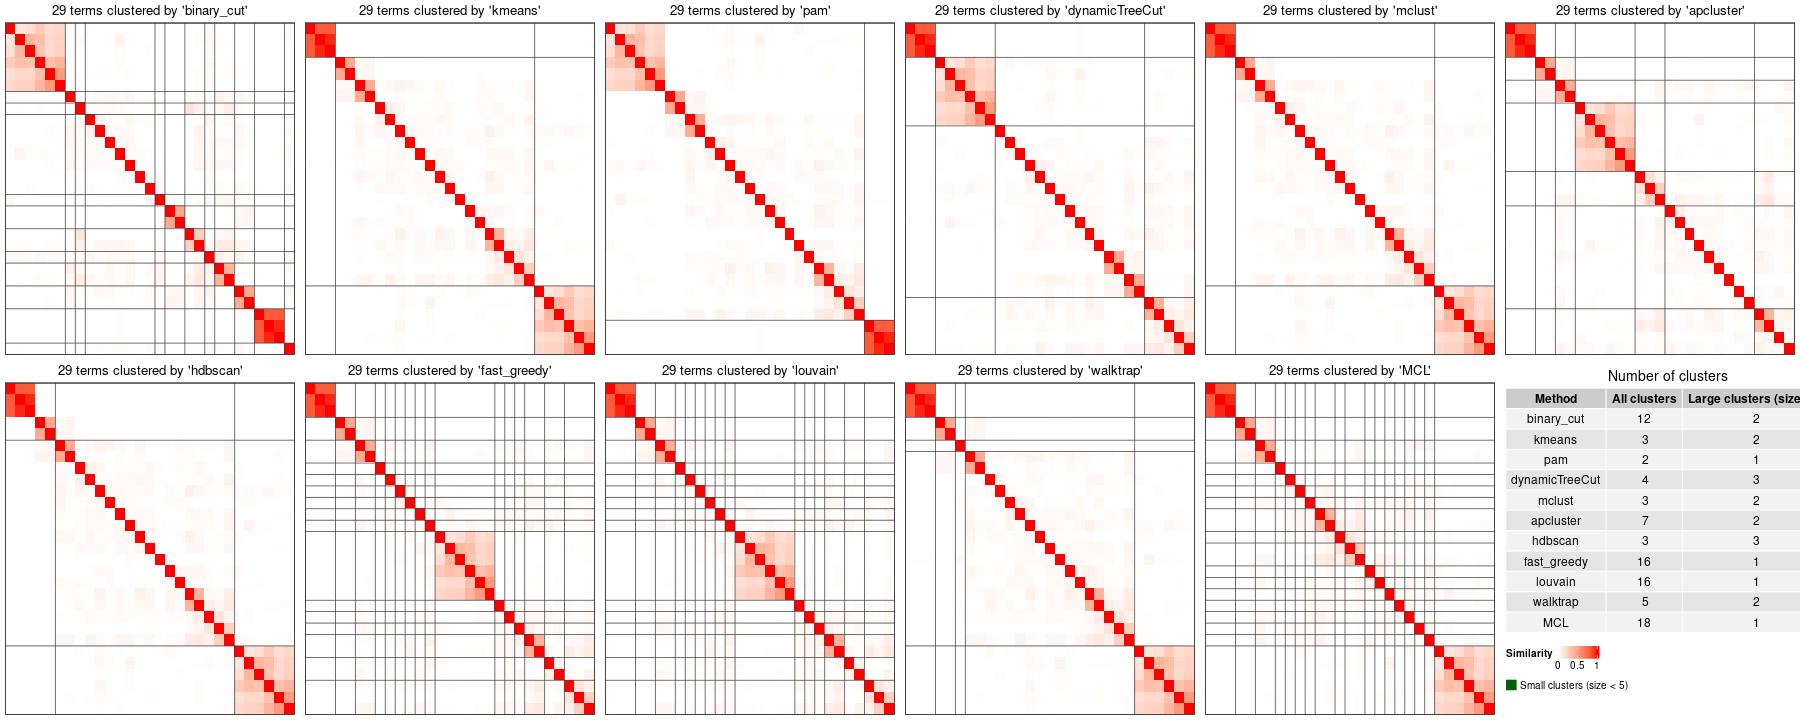 29 terms clustered by 'binary_cut'
29 terms clustered by 'kmeans'
29 terms clustered by 'pam'
29 terms clustered by 'dynamicTreeCut'
29 terms clustered by 'mclust'
29 terms clustered by 'apcluster'
29 terms clustered by 'hdbscan'
29 terms clustered by 'fast_greedy'
29 terms clustered by 'louvain'
29 terms clustered by 'walktrap'
29 terms clustered by 'MCL'
Number of clusters
Method All clusters Large clusters (size
binary_cut 12 2
kmeans 3 2
pam 2 1
dynamicTreeCut 4 3
mclust 3 2
apcluster 7 2
hdbscan 3 3
fast_greedy 16 1
louvain 16 1
walktrap 5 2
MCL 18 1
Similarity
0 0.5 1
Small clusters (size < 5)